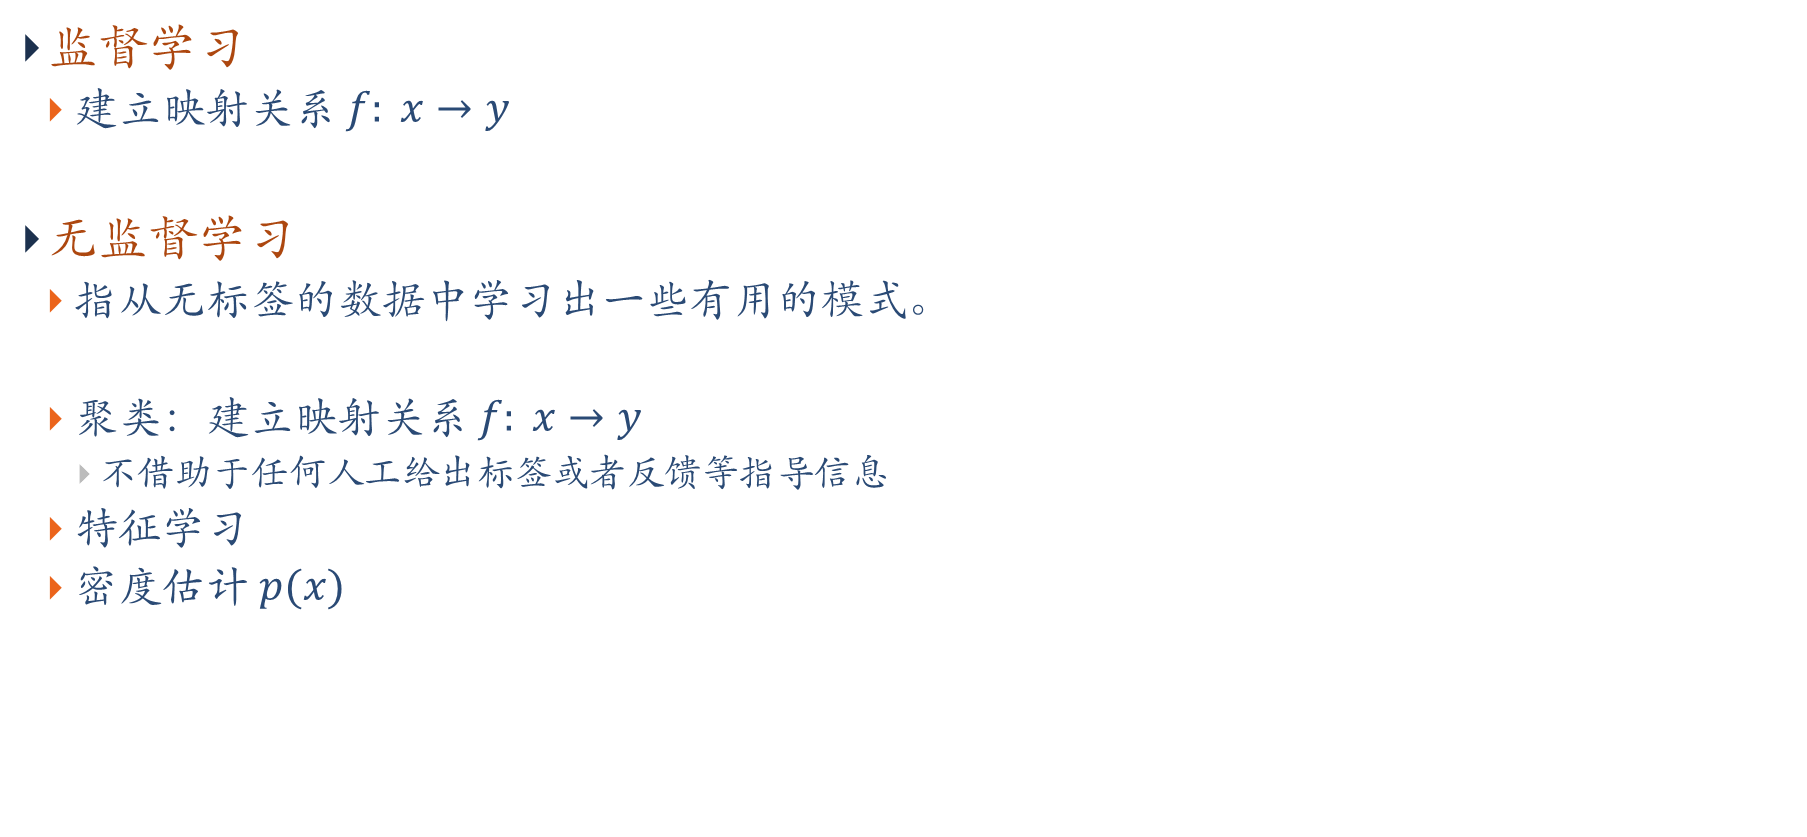 监督学习
建立映射关系 f: x → y
无监督学习
指从无标签的数据中学习出一些有用的模式。
聚类：建立映射关系 f: x → y
不借助于任何人工给出标签或者反馈等指导信息
特征学习
密度估计 p(x)